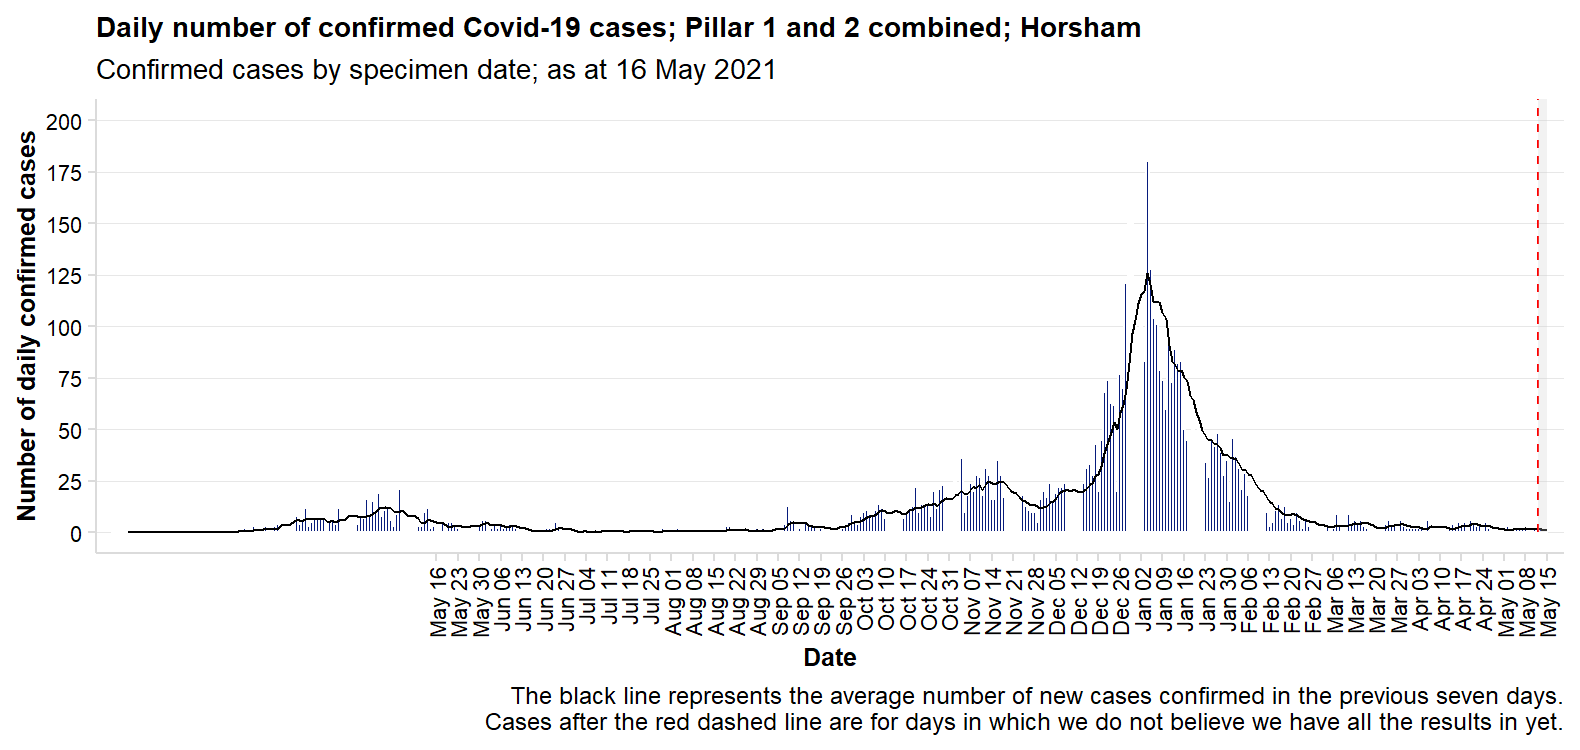 Daily number of confirmed Covid-19 cases; Pillar 1 and 2 combined; Horsham
Confirmed cases by specimen date; as at 16 May 2021
Number of daily confirmed cases
200
175
150
125
100
75
50
25
0
May 16
May 23
May 30
Jun 06
Jun 13
Jun 20
Jun 27
Jul 04
Jul 11
Jul 18
Jul 25
Aug 01
Aug 08
Aug 15
Aug 22
Aug 29
Sep 05
Sep 12
Sep 19
Sep 26
Oct 03
Oct 10
Oct 17
Oct 24
Oct 31
Nov 07
Nov 14
Nov 21
Nov 28
Dec 05
Dec 12
Dec 19
Dec 26
Jan 02
Jan 09
Jan 16
Jan 23
Jan 30
Feb 06
Feb 13
Feb 20
Feb 27
Mar 06
Mar 13
Mar 20
Mar 27
Apr 03
Apr 10
Apr 17
Apr 24
May 01
May 08
May 15
Date
The black line represents the average number of new cases confirmed in the previous seven days.
Cases after the red dashed line are for days in which we do not believe we have all the results in yet.